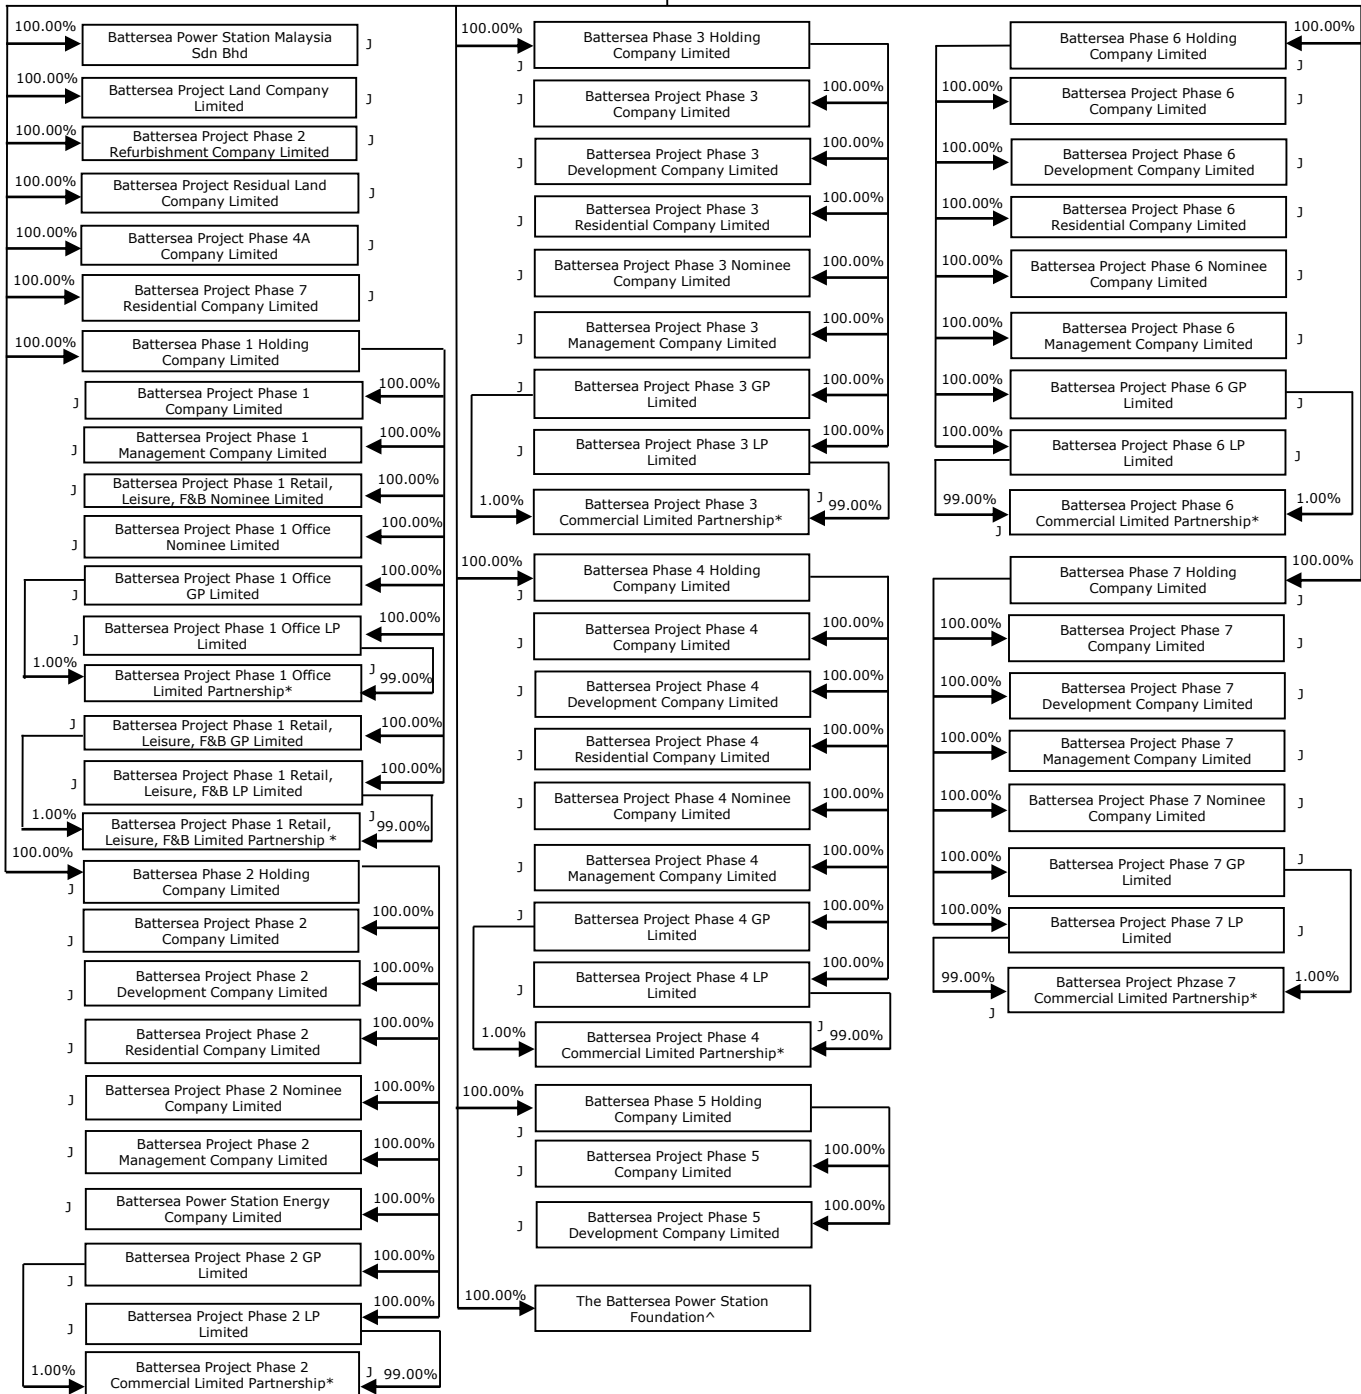 100.00%
Battersea Power Station Malaysia
Sdn Bhd
J
100.00%
Battersea Project Land Company
Limited
J
100.00%
Battersea Project Phase 2
Refurbishment Company Limited
J
100.00%
Battersea Project Residual Land
Company Limited
J
100.00%
Battersea Project Phase 4A
Company Limited
J
100.00%
Battersea Project Phase 7
Residential Company Limited
J
100.00%
Battersea Phase 1 Holding
Company Limited
J
Battersea Project Phase 1
Company Limited
100.00%
J
Battersea Project Phase 1
Management Company Limited
100.00%
J
Battersea Project Phase 1 Retail,
Leisure, F&B Nominee Limited
100.00%
J
Battersea Project Phase 1 Office
Nominee Limited
100.00%
J
Battersea Project Phase 1 Office
GP Limited
100.00%
J
Battersea Project Phase 1 Office LP
Limited
100.00%
1.00%
Battersea Project Phase 1 Office
Limited Partnership*
J
99.00%
J
Battersea Project Phase 1 Retail,
Leisure, F&B GP Limited
100.00%
J
Battersea Project Phase 1 Retail,
Leisure, F&B LP Limited
100.00%
1.00%
Battersea Project Phase 1 Retail,
Leisure, F&B Limited Partnership *
J
99.00%
100.00%
Battersea Phase 2 Holding
Company Limited
J
Battersea Project Phase 2
Company Limited
100.00%
J
Battersea Project Phase 2
Development Company Limited
100.00%
J
Battersea Project Phase 2
Residential Company Limited
100.00%
J
Battersea Project Phase 2 Nominee
Company Limited
100.00%
J
Battersea Project Phase 2
Management Company Limited
100.00%
J
Battersea Power Station Energy
Company Limited
100.00%
J
Battersea Project Phase 2 GP
Limited
100.00%
J
Battersea Project Phase 2 LP
Limited
100.00%
1.00%
Battersea Project Phase 2
Commercial Limited Partnership*
J
99.00%
100.00%
Battersea Phase 3 Holding
Company Limited
J
J
Battersea Project Phase 3
Company Limited
100.00%
J
Battersea Project Phase 3
Development Company Limited
100.00%
J
Battersea Project Phase 3
Residential Company Limited
100.00%
J
Battersea Project Phase 3 Nominee
Company Limited
100.00%
J
Battersea Project Phase 3
Management Company Limited
100.00%
J
Battersea Project Phase 3 GP
Limited
100.00%
J
Battersea Project Phase 3 LP
Limited
100.00%
1.00%
Battersea Project Phase 3
Commercial Limited Partnership*
J
99.00%
100.00%
Battersea Phase 4 Holding
Company Limited
J
J
Battersea Project Phase 4
Company Limited
100.00%
J
Battersea Project Phase 4
Development Company Limited
100.00%
J
Battersea Project Phase 4
Residential Company Limited
100.00%
J
Battersea Project Phase 4 Nominee
Company Limited
100.00%
J
Battersea Project Phase 4
Management Company Limited
100.00%
J
Battersea Project Phase 4 GP
Limited
100.00%
J
Battersea Project Phase 4 LP
Limited
100.00%
1.00%
Battersea Project Phase 4
Commercial Limited Partnership*
J
99.00%
100.00%
Battersea Phase 5 Holding
Company Limited
J
J
Battersea Project Phase 5
Company Limited
100.00%
J
Battersea Project Phase 5
Development Company Limited
100.00%
100.00%
The Battersea Power Station
Foundation^
Battersea Phase 6 Holding
Company Limited
100.00%
J
100.00%
Battersea Project Phase 6
Company Limited
J
100.00%
Battersea Project Phase 6
Development Company Limited
J
100.00%
Battersea Project Phase 6
Residential Company Limited
J
100.00%
Battersea Project Phase 6 Nominee
Company Limited
J
100.00%
Battersea Project Phase 6
Management Company Limited
J
100.00%
Battersea Project Phase 6 GP
Limited
J
100.00%
Battersea Project Phase 6 LP
Limited
J
99.00%
Battersea Project Phase 6
Commercial Limited Partnership*
1.00%
J
Battersea Phase 7 Holding
Company Limited
100.00%
J
100.00%
Battersea Project Phase 7
Company Limited
J
100.00%
Battersea Project Phase 7
Development Company Limited
J
100.00%
Battersea Project Phase 7
Management Company Limited
J
100.00%
Battersea Project Phase 7 Nominee
Company Limited
J
100.00%
Battersea Project Phase 7 GP
Limited
J
100.00%
Battersea Project Phase 7 LP
Limited
J
99.00%
Battersea Project Phzase 7
Commercial Limited Partnership*
1.00%
J